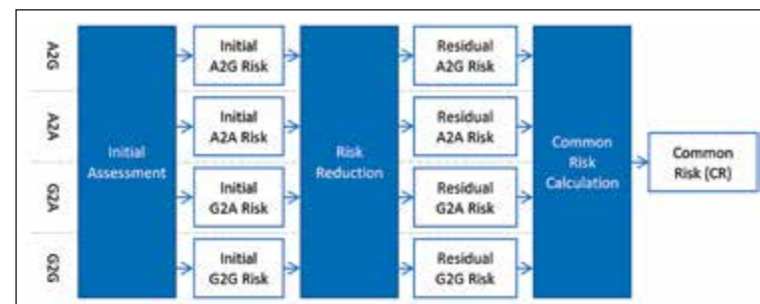 A2G
A2A
G2A
G2G
Initial
Assessment
Initial
A2G Risk
Initial
A2A Risk
Initial
G2A Risk
Initial
G2G Risk
Risk
Reduction
Residual
A2G Risk
Residual
A2A Risk
Residual
G2A Risk
Residual
G2G Risk
Common
Risk
Calculation
Common
Risk (CR)